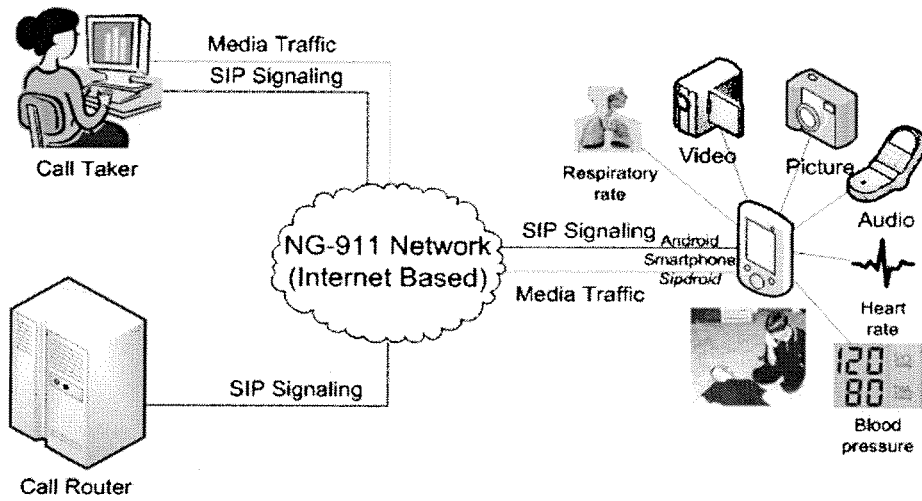 Media Traffic
SIP Signaling
Call Taker
Respiratory
rate
Video
Picture
Audio
NG-911 Network
(Internet Based)
SIP Signaling
Media Traffic
Android
Smartphone
Sipdroid
Heart
rate
120
80
Blood
pressure
SIP Signaling
Call Router